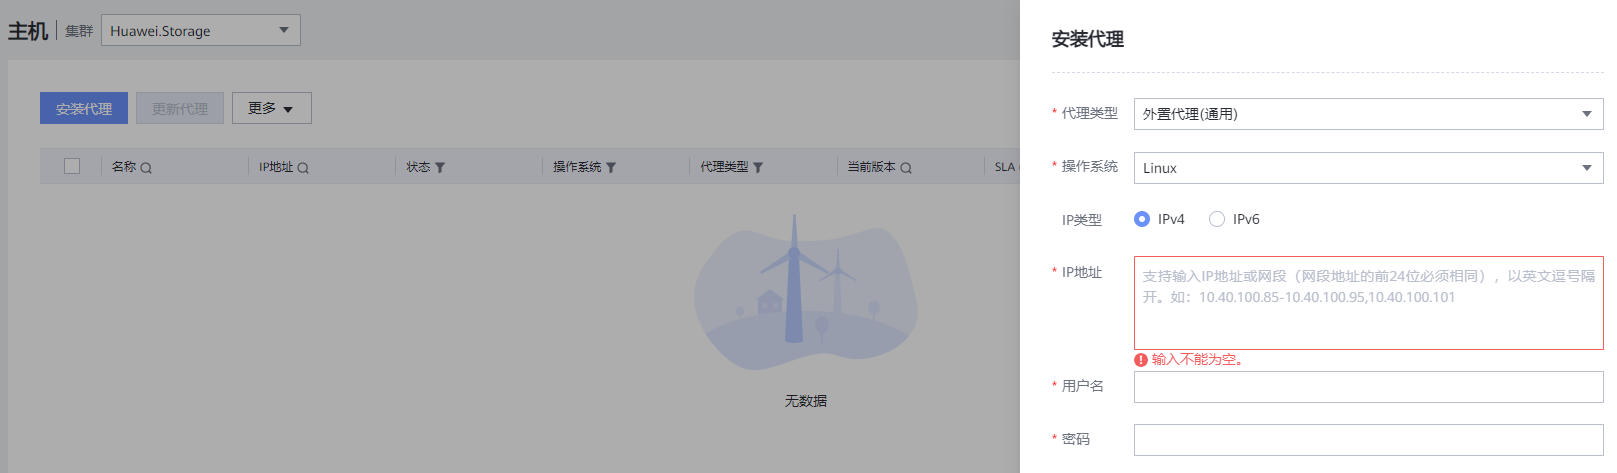 主机 集群 Huawei.Storage
安装代理 更新代理 更多
名称 IP地址 状态 操作系统 代理类型 当前版本 SLA
无数据
安装代理
* 代理类型 外置代理(通用)
* 操作系统 Linux
IP类型 IPv4 IPv6
* IP地址 支持输入IP地址或网段（网段地址的前24位必须相同），以英文逗号隔
开。如：10.40.100.85-10.40.100.95,10.40.100.101
输入不能为空。
* 用户名
* 密码